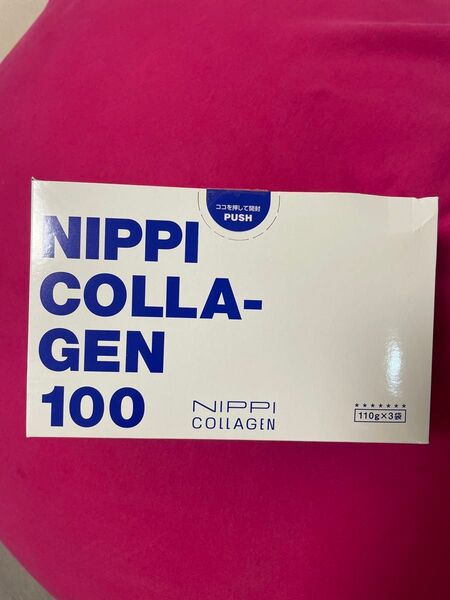 ココを押して開封
PUSH
NIPPI
COLLA-
GEN
100
NIPPI
COLLAGEN
★★★★★★★
110g×3袋